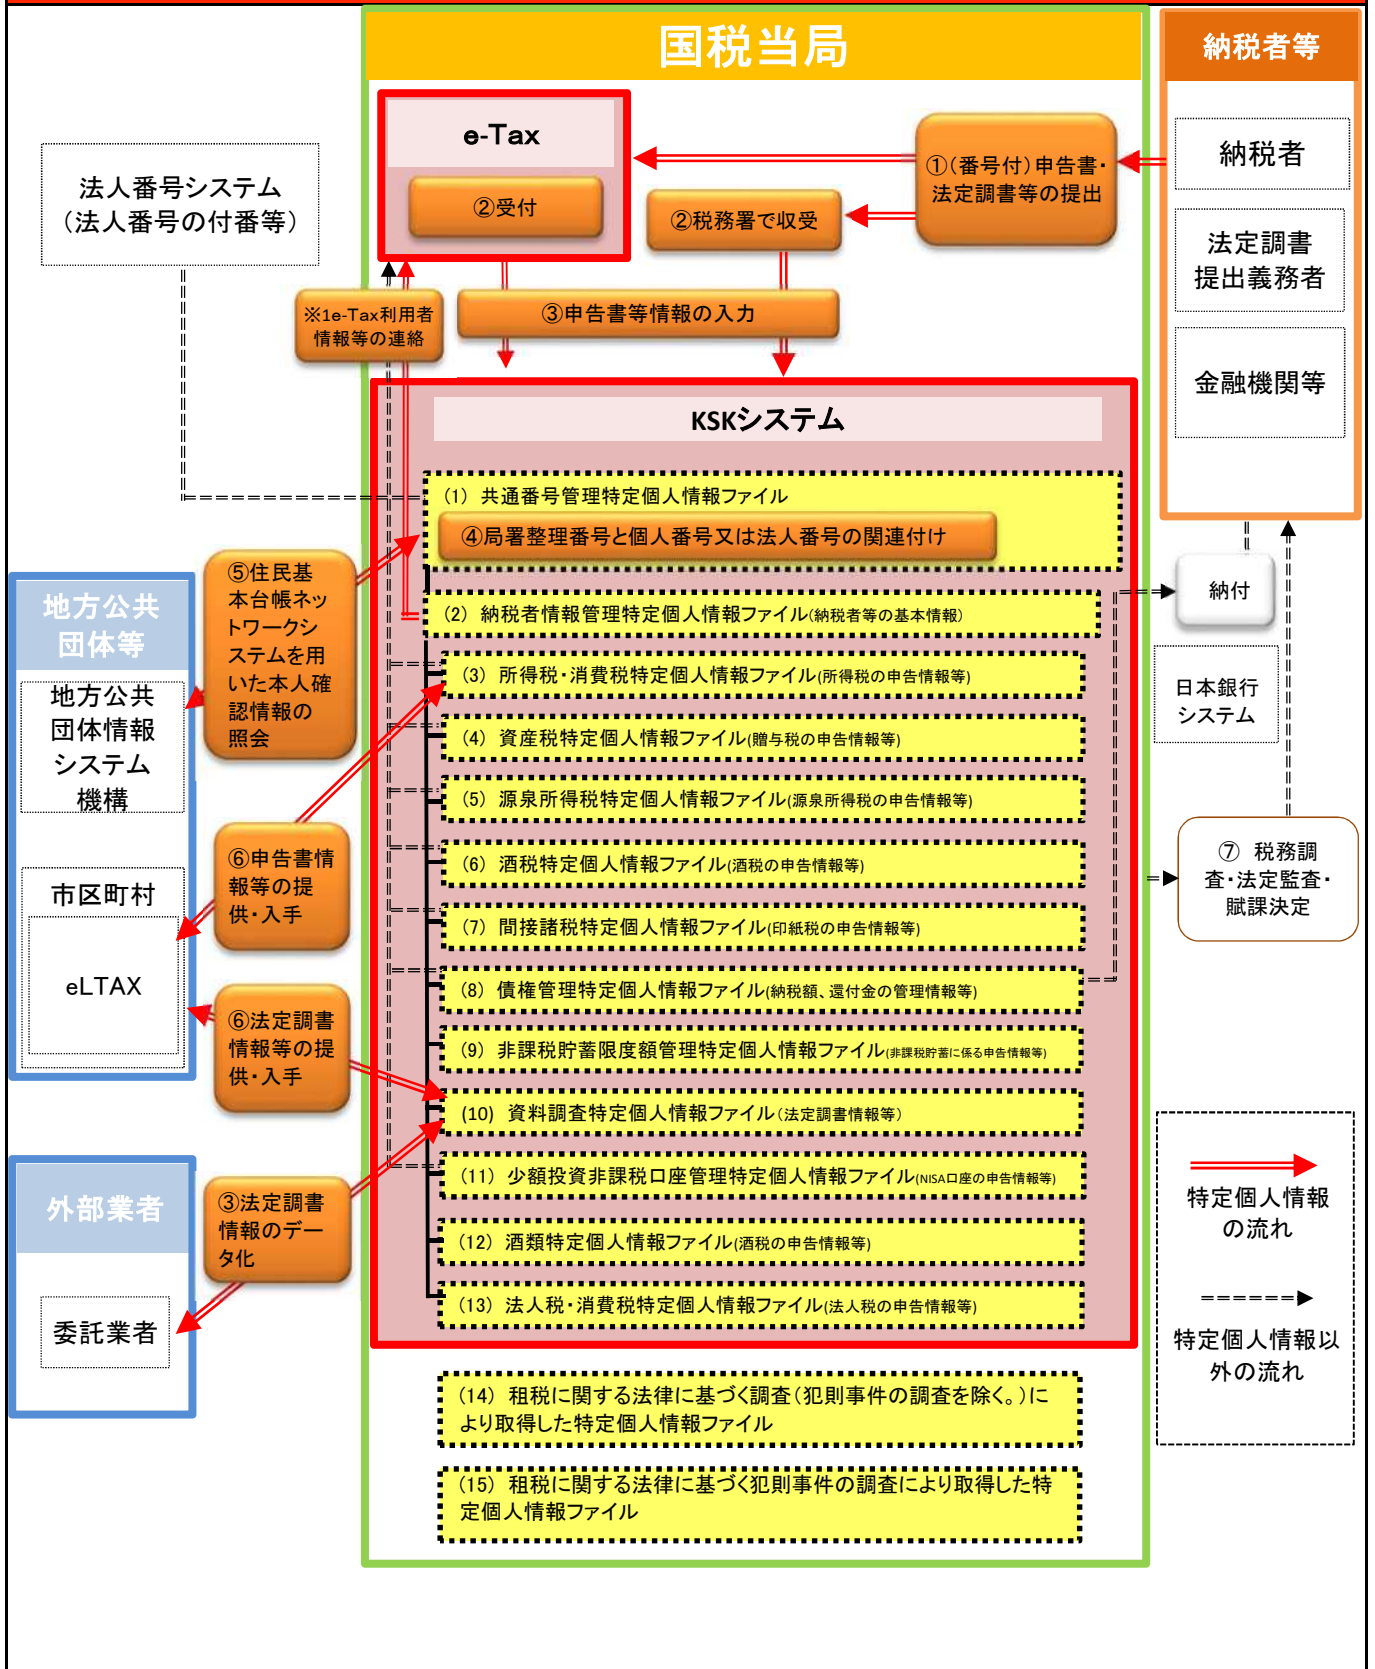 国税当局
納税者等
e-Tax
②受付
①(番号付)申告書・
法定調書等の提出
②税務署で収受
納税者
法定調書
提出義務者
金融機関等
法人番号システム
(法人番号の付番等)
※1e-Tax利用者
情報等の連絡
③申告書等情報の入力
KSKシステム
(1) 共通番号管理特定個人情報ファイル
④局署整理番号と個人番号又は法人番号の関連付け
(2) 納税者情報管理特定個人情報ファイル(納税者等の基本情報)
(3) 所得税・消費税特定個人情報ファイル(所得税の申告情報等)
(4) 資産税特定個人情報ファイル(贈与税の申告情報等)
(5) 源泉所得税特定個人情報ファイル(源泉所得税の申告情報等)
(6) 酒税特定個人情報ファイル(酒税の申告情報等)
(7) 間接諸税特定個人情報ファイル(印紙税の申告情報等)
(8) 債権管理特定個人情報ファイル(納税額、還付金の管理情報等)
(9) 非課税貯蓄限度額管理特定個人情報ファイル(非課税貯蓄に係る申告情報等)
(10) 資料調査特定個人情報ファイル(法定調書情報等)
(11) 少額投資非課税口座管理特定個人情報ファイル(NISA口座の申告情報等)
(12) 酒類特定個人情報ファイル(酒税の申告情報等)
(13) 法人税・消費税特定個人情報ファイル(法人税の申告情報等)
(14) 租税に関する法律に基づく調査(犯則事件の調査を除く。)に
より取得した特定個人情報ファイル
(15) 租税に関する法律に基づく犯則事件の調査により取得した特
定個人情報ファイル
地方公共
団体等
地方公共
団体情報
システム
機構
市区町村
eLTAX
⑤住民基
本台帳ネッ
トワークシ
ステムを用
いた本人確
認情報の
照会
⑥申告書情
報等の提
供・入手
⑥法定調書
情報等の提
供・入手
外部業者
委託業者
③法定調書
情報のデー
タ化
納付
日本銀行
システム
⑦ 税務調
査・法定監査・
賦課決定
特定個人情報
の流れ
特定個人情報以
外の流れ